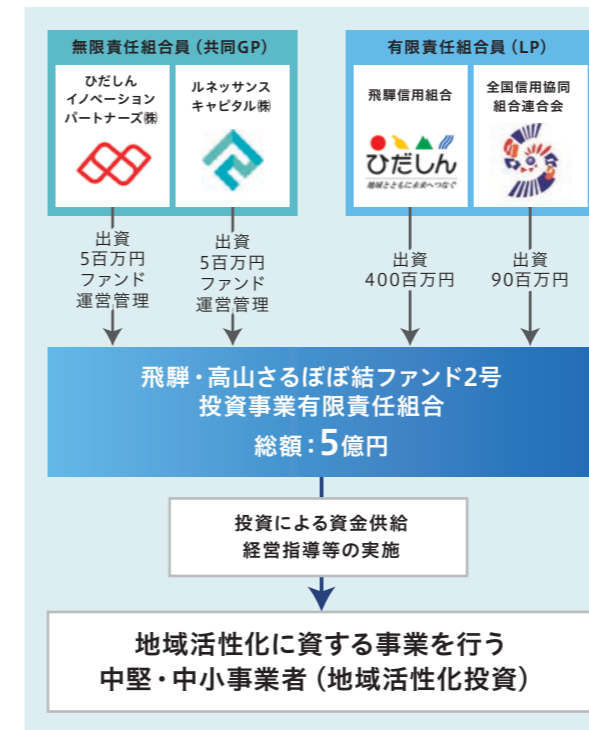 無限責任組合員（共同GP）
ひだしん
イノベーション
パートナーズ㈱
ルネッサンス
キャピタル㈱
有限責任組合員（LP）
飛騨信用組合
ひだしん
地域とともに未来へつなぐ
全国信用協同
組合連合会
出資
5百万円
ファンド
運営管理
出資
5百万円
ファンド
運営管理
出資
400百万円
出資
90百万円
飛騨・高山さるぼぼ結ファンド2号
投資事業有限責任組合
総額：5億円
投資による資金供給
経営指導等の実施
地域活性化に資する事業を行う
中堅・中小事業者（地域活性化投資）